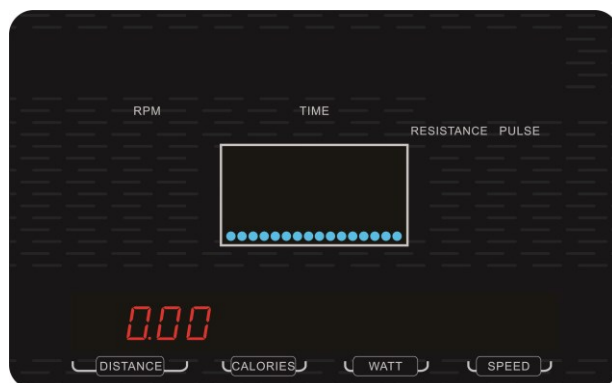 RPM TIME
RESISTANCE PULSE
0.00
DISTANCE CALORIES WATT SPEED